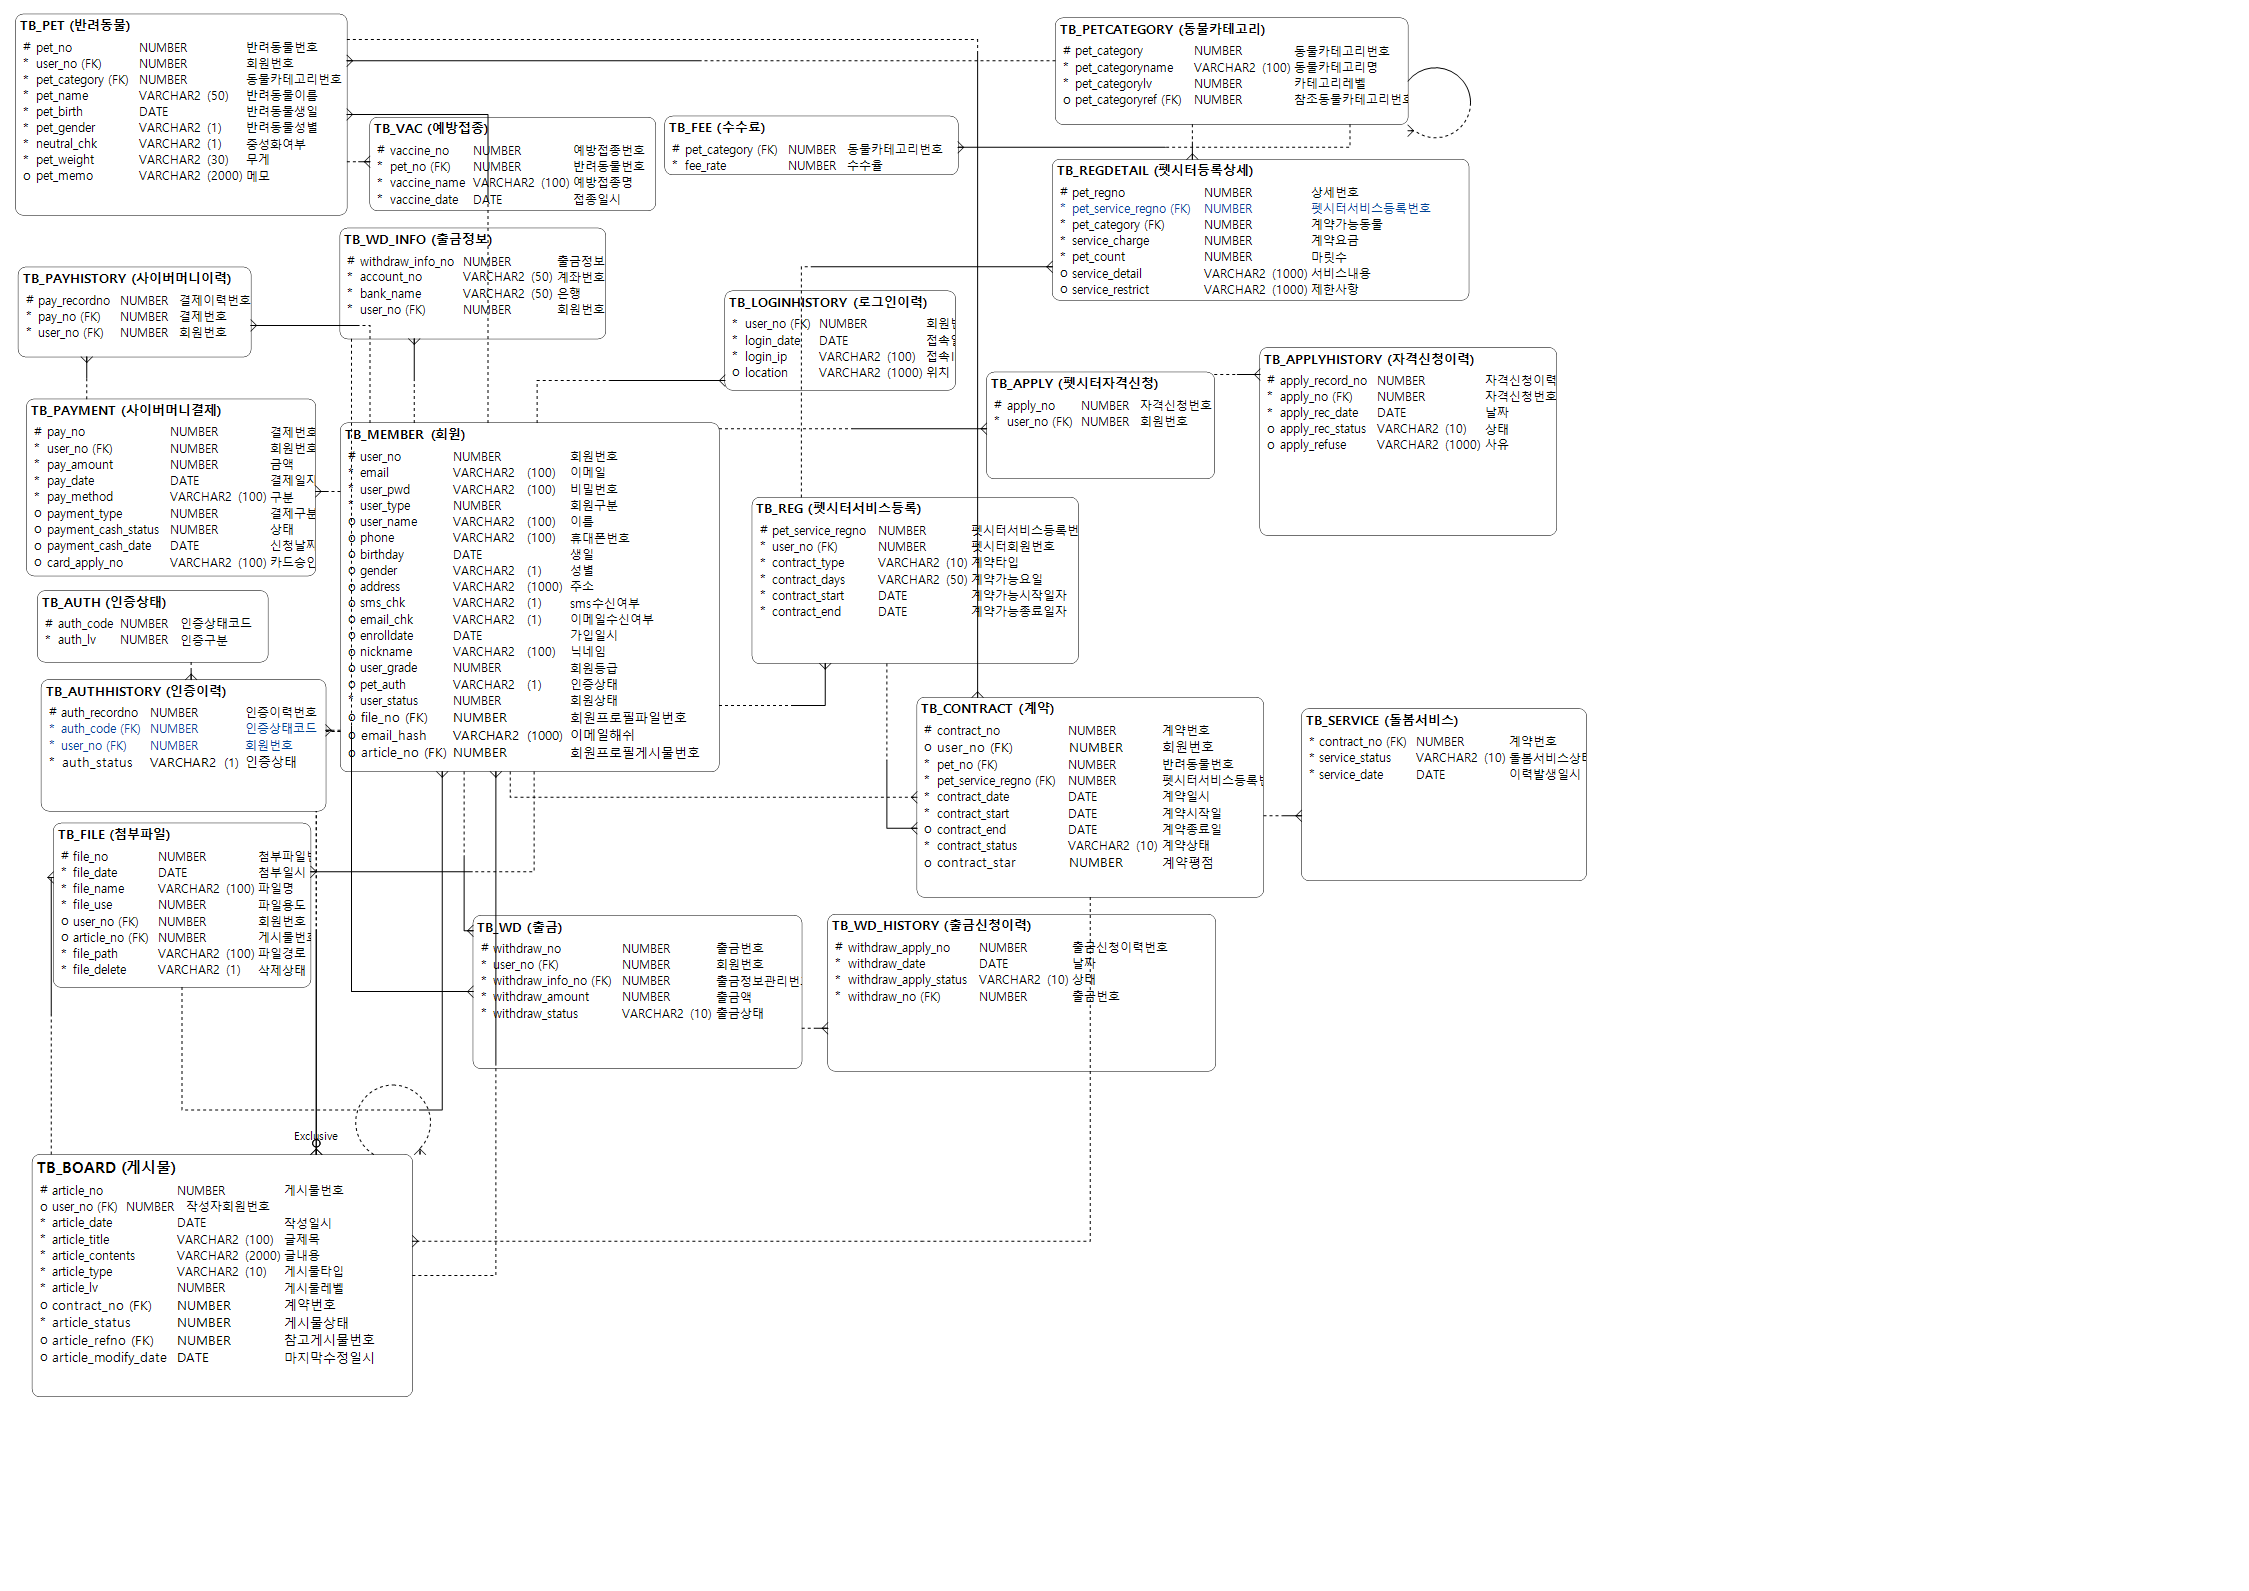 TB_PET (반려동물)
# pet_no NUMBER 반려동물번호
* user_no (FK) NUMBER 회원번호
* pet_category (FK) NUMBER 동물카테고리번호
* pet_name VARCHAR2 (50) 반려동물이름
* pet_birth DATE 반려동물생일
* pet_gender VARCHAR2 (1) 반려동물성별
* neutral_chk VARCHAR2 (1) 중성화여부
* pet_weight VARCHAR2 (30) 무게
o pet_memo VARCHAR2 (2000) 메모
TB_PETCATEGORY (동물카테고리)
# pet_category NUMBER 동물카테고리번호
* pet_categoryname VARCHAR2 (100) 동물카테고리명
* pet_categorylv NUMBER 카테고리레벨
o pet_categoryref (FK) NUMBER 참조동물카테고리번호
TB_VAC (예방접종)
# vaccine_no NUMBER 예방접종번호
* pet_no (FK) NUMBER 반려동물번호
* vaccine_name VARCHAR2 (100) 예방접종명
* vaccine_date DATE 접종일시
TB_FEE (수수료)
# pet_category (FK) NUMBER 동물카테고리번호
* fee_rate NUMBER 수수율
TB_REGDETAIL (펫시터등록상세)
# pet_regno NUMBER 상세번호
* pet_service_regno (FK) NUMBER 펫시터서비스등록번호
* pet_category (FK) NUMBER 계약가능동물
* service_charge NUMBER 계약요금
* pet_count NUMBER 마릿수
o service_detail VARCHAR2 (1000) 서비스내용
o service_restrict VARCHAR2 (1000) 제한사항
TB_WD_INFO (출금정보)
# withdraw_info_no NUMBER 출금정보
* account_no VARCHAR2 (50) 계좌번호
* bank_name VARCHAR2 (50) 은행
* user_no (FK) NUMBER 회원번호
TB_PAYHISTORY (사이버머니이력)
# pay_recordno NUMBER 결제이력번호
* pay_no (FK) NUMBER 결제번호
* user_no (FK) NUMBER 회원번호
TB_LOGINHISTORY (로그인이력)
* user_no (FK) NUMBER 회원
* login_date DATE 접속
* login_ip VARCHAR2 (100) 접속
o location VARCHAR2 (1000) 위치
TB_APPLY (펫시터자격신청)
# apply_no NUMBER 자격신청번호
* user_no (FK) NUMBER 회원번호
TB_APPLYHISTORY (자격신청이력)
# apply_record_no NUMBER 자격신청이력
* apply_no (FK) NUMBER 자격신청번호
* apply_rec_date DATE 날짜
o apply_rec_status VARCHAR2 (10) 상태
o apply_refuse VARCHAR2 (1000) 사유
TB_PAYMENT (사이버머니결제)
# pay_no NUMBER 결제번호
* user_no (FK) NUMBER 회원번호
* pay_amount NUMBER 금액
* pay_date DATE 결제일자
* pay_method VARCHAR2 (100) 구분
o payment_type NUMBER 결제구분
o payment_cash_status NUMBER 상태
o payment_cash_date DATE 신청날짜
o card_apply_no VARCHAR2 (100) 카드승인
TB_MEMBER (회원)
# user_no NUMBER 회원번호
* email VARCHAR2 (100) 이메일
* user_pwd VARCHAR2 (100) 비밀번호
* user_type NUMBER 회원구분
o user_name VARCHAR2 (100) 이름
o phone VARCHAR2 (100) 휴대폰번호
o birthday DATE 생일
o gender VARCHAR2 (1) 성별
o address VARCHAR2 (1000) 주소
o sms_chk VARCHAR2 (1) sms수신여부
o email_chk VARCHAR2 (1) 이메일수신여부
o enrolldate DATE 가입일시
o nickname VARCHAR2 (100) 닉네임
o user_grade NUMBER 회원등급
o pet_auth VARCHAR2 (1) 인증상태
* user_status NUMBER 회원상태
o file_no (FK) NUMBER 회원프로필파일번호
o email_hash VARCHAR2 (1000) 이메일해쉬
o article_no (FK) NUMBER 회원프로필게시물번호
TB_REG (펫시터서비스등록)
# pet_service_regno NUMBER 펫시터서비스등록번
* user_no (FK) NUMBER 펫시터회원번호
* contract_type VARCHAR2 (10) 계약타입
* contract_days VARCHAR2 (50) 계약가능요일
* contract_start DATE 계약가능시작일자
* contract_end DATE 계약가능종료일자
TB_AUTH (인증상태)
# auth_code NUMBER 인증상태코드
* auth_lv NUMBER 인증구분
TB_AUTHHISTORY (인증이력)
# auth_recordno NUMBER 인증이력번호
* auth_code (FK) NUMBER 인증상태코드
* user_no (FK) NUMBER 회원번호
* auth_status VARCHAR2 (1) 인증상태
TB_CONTRACT (계약)
# contract_no NUMBER 계약번호
o user_no (FK) NUMBER 회원번호
* pet_no (FK) NUMBER 반려동물번호
* pet_service_regno (FK) NUMBER 펫시터서비스등록
* contract_date DATE 계약일시
* contract_start DATE 계약시작일
o contract_end DATE 계약종료일
* contract_status VARCHAR2 (10) 계약상태
o contract_star NUMBER 계약평점
TB_SERVICE (돌봄서비스)
* contract_no (FK) NUMBER 계약번호
* service_status VARCHAR2 (10) 돌봄서비스상태
* service_date DATE 이력발생일시
TB_FILE (첨부파일)
# file_no NUMBER 첨부파일
* file_date DATE 첨부일시
* file_name VARCHAR2 (100) 파일명
* file_use NUMBER 파일용도
o user_no (FK) NUMBER 회원번호
o article_no (FK) NUMBER 게시물번호
* file_path VARCHAR2 (100) 파일경로
* file_delete VARCHAR2 (1) 삭제상태
TB_WD (출금)
# withdraw_no NUMBER 출금번호
* user_no (FK) NUMBER 회원번호
* withdraw_info_no (FK) NUMBER 출금정보관리번
* withdraw_amount NUMBER 출금액
* withdraw_status VARCHAR2 (10) 출금상태
TB_WD_HISTORY (출금신청이력)
# withdraw_apply_no NUMBER 출금신청이력번호
* withdraw_date DATE 날짜
* withdraw_apply_status VARCHAR2 (10) 상태
* withdraw_no (FK) NUMBER 출금번호
Exclusive
TB_BOARD (게시물)
# article_no NUMBER 게시물번호
o user_no (FK) NUMBER 작성자회원번호
* article_date DATE 작성일시
* article_title VARCHAR2 (100) 글제목
* article_contents VARCHAR2 (2000) 글내용
* article_type VARCHAR2 (10) 게시물타입
* article_lv NUMBER 게시물레벨
o contract_no (FK) NUMBER 계약번호
* article_status NUMBER 게시물상태
o article_refno (FK) NUMBER 참고게시물번호
o article_modify_date DATE 마지막수정일시